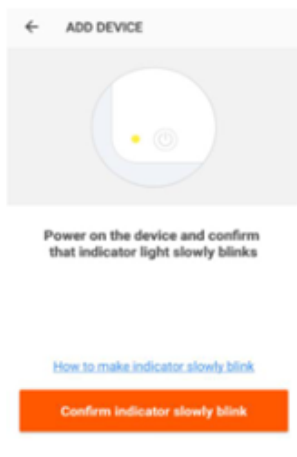 ADD DEVICE
Power on the device and confirm
that indicator light slowly blinks
How to make indicator slowly blink
Confirm indicator slowly blink